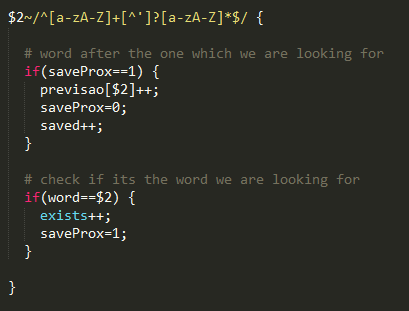 $2~/^[a-zA-Z]+[^']?[a-zA-Z]*$/ {
# word after the one which we are looking for
if(saveProx==1) {
previsao[$2]++;
saveProx=0;
saved++;
}
# check if its the word we are looking for
if(word==$2) {
exists++;
saveProx=1;
}
}